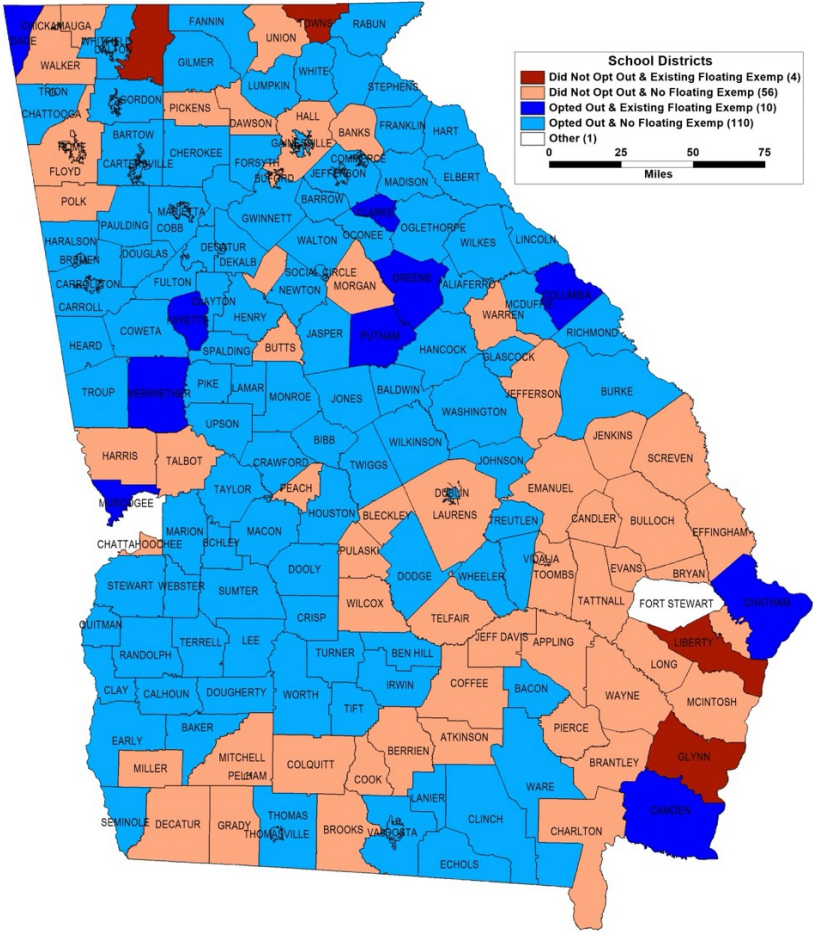 School Districts
Did Not Opt Out & Existing Floating Exemp (4)
Did Not Opt Out & No Floating Exemp (56)
Opted Out & Existing Floating Exemp (10)
Opted Out & No Floating Exemp (110)
Other (1)
0 25 50 75
Miles
CHICKAMAUGA
DADE
WHITFIELD
DALTON
FANNIN
TOWNS
RABUN
UNION
WALKER
GILMER
WHITE
TRION
CHATTOOGA
GORDON
LUMPKIN
STEPHENS
PICKENS
DAWSON
HALL
BANKS
FRANKLIN
HART
BARTOW
ROME
FLOYD
CARTERSVILLE
CHEROKEE
FORSYTH
GAINESVILLE
BUFORD
COMMERCE
JEFFERSON
MADISON
ELBERT
POLK
PAULDING
MARIETTA
COBB
GWINNETT
BARROW
CLARKE
OGLETHORPE
WILKES
LINCOLN
HARALSON
BREMEN
DOUGLAS
DECATUR
DEKALB
WALTON
OCONEE
CARROLLTON
CARROLL
FULTON
CLAYTON
SOCIAL CIRCLE
NEWTON
MORGAN
GREENE
TALIAFERRO
MCDUFFIE
COLUMBIA
FAYETTE
HENRY
WARREN
RICHMOND
HEARD
COWETA
SPALDING
BUTTS
JASPER
PUTNAM
HANCOCK
GLASCOCK
TROUP
MERIWETHER
PIKE
LAMAR
MONROE
JONES
BALDWIN
WASHINGTON
JEFFERSON
BURKE
UPSON
BIBB
WILKINSON
JENKINS
SCREVEN
HARRIS
TALBOT
CRAWFORD
TWIGGS
JOHNSON
TAYLOR
PEACH
EMANUEL
MUSCOGEE
HOUSTON
BLECKLEY
DUBLIN
LAURENS
TREUTLEN
CANDLER
BULLOCH
EFFINGHAM
CHATTAHOOCHEE
MARION
SCHLEY
MACON
PULASKI
DOOLY
DODGE
WHEELER
VIDALIA
TOOMBS
EVANS
BRYAN
CHATHAM
STEWART
WEBSTER
SUMTER
WILCOX
TATTNALL
FORT STEWART
CRISP
TELFAIR
QUITMAN
RANDOLPH
TERRELL
LEE
TURNER
BEN HILL
JEFF DAVIS
APPLING
LIBERTY
LONG
CLAY
CALHOUN
DOUGHERTY
WORTH
TIFT
IRWIN
COFFEE
BACON
WAYNE
MCINTOSH
EARLY
BAKER
BERRIEN
ATKINSON
PIERCE
BRANTLEY
GLYNN
MILLER
MITCHELL
PELHAM
COLQUITT
COOK
WARE
SEMINOLE
DECATUR
GRADY
THOMAS
THOMASVILLE
BROOKS
VALDOSTA
LANIER
CLINCH
CHARLTON
CAMDEN
ECHOLS